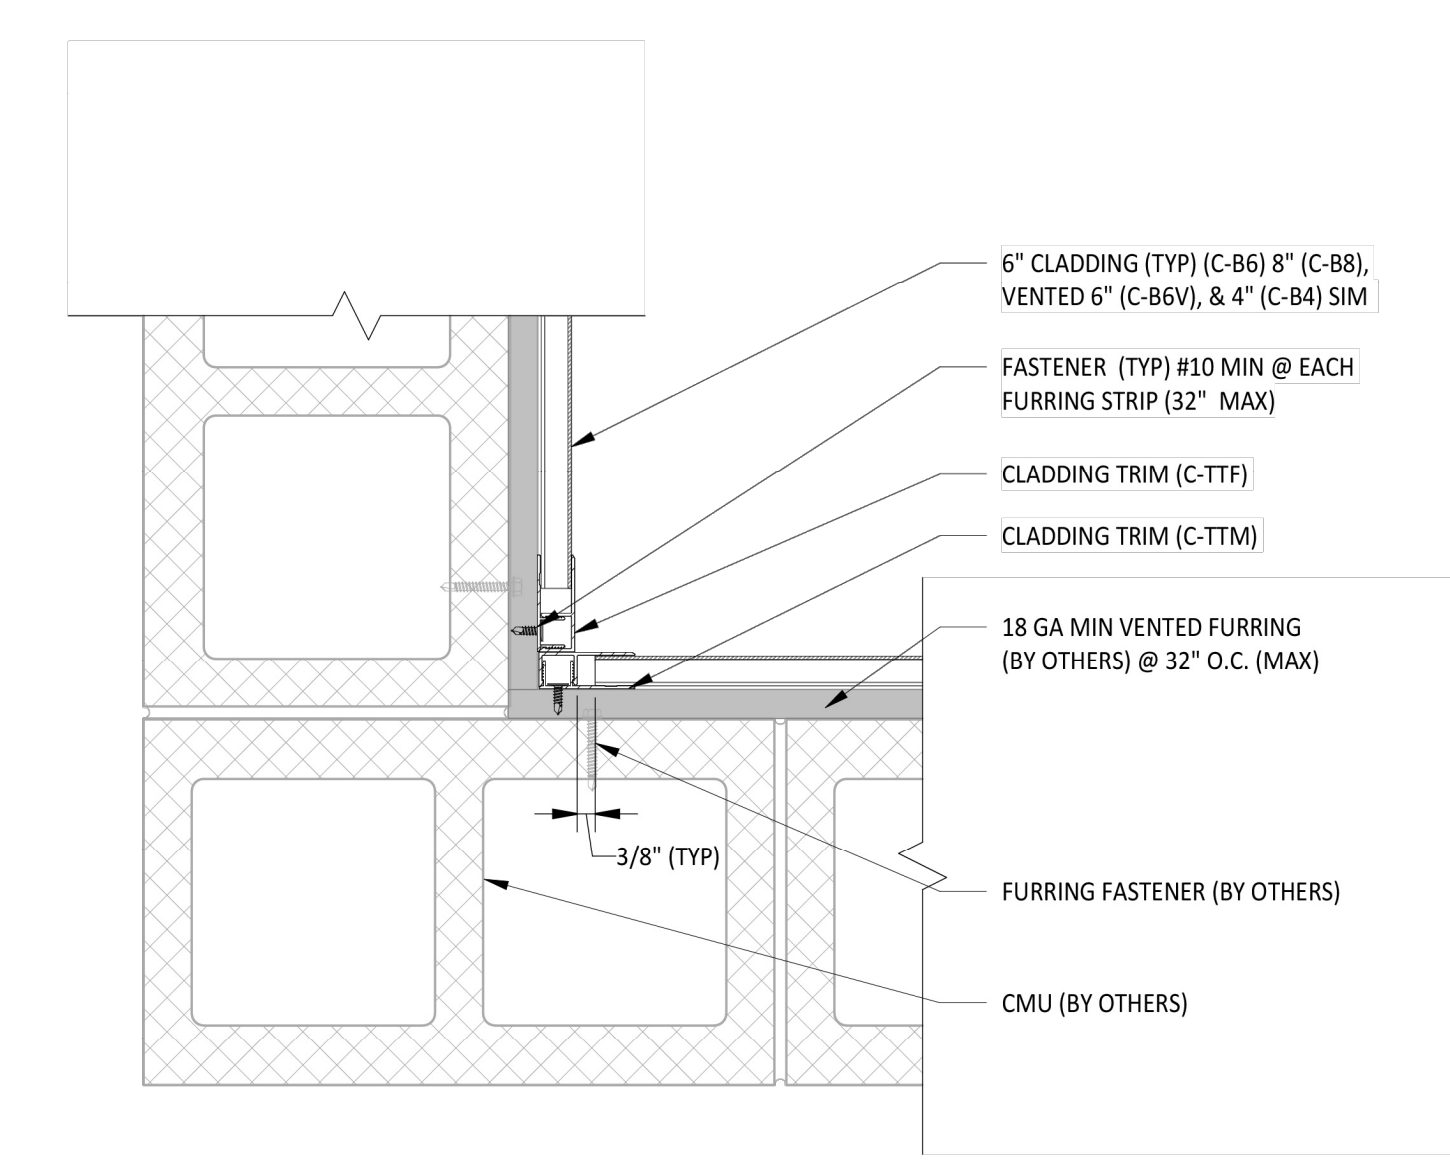 6" CLADDING (TYP) (C-B6) 8" (C-B8),
VENTED 6" (C-B6V), & 4" (C-B4) SIM
FASTENER (TYP) #10 MIN @ EACH
FURRING STRIP (32" MAX)
CLADDING TRIM (C-TTF)
CLADDING TRIM (C-TTM)
18 GA MIN VENTED FURRING
(BY OTHERS) @ 32" O.C. (MAX)
3/8" (TYP)
FURRING FASTENER (BY OTHERS)
CMU (BY OTHERS)